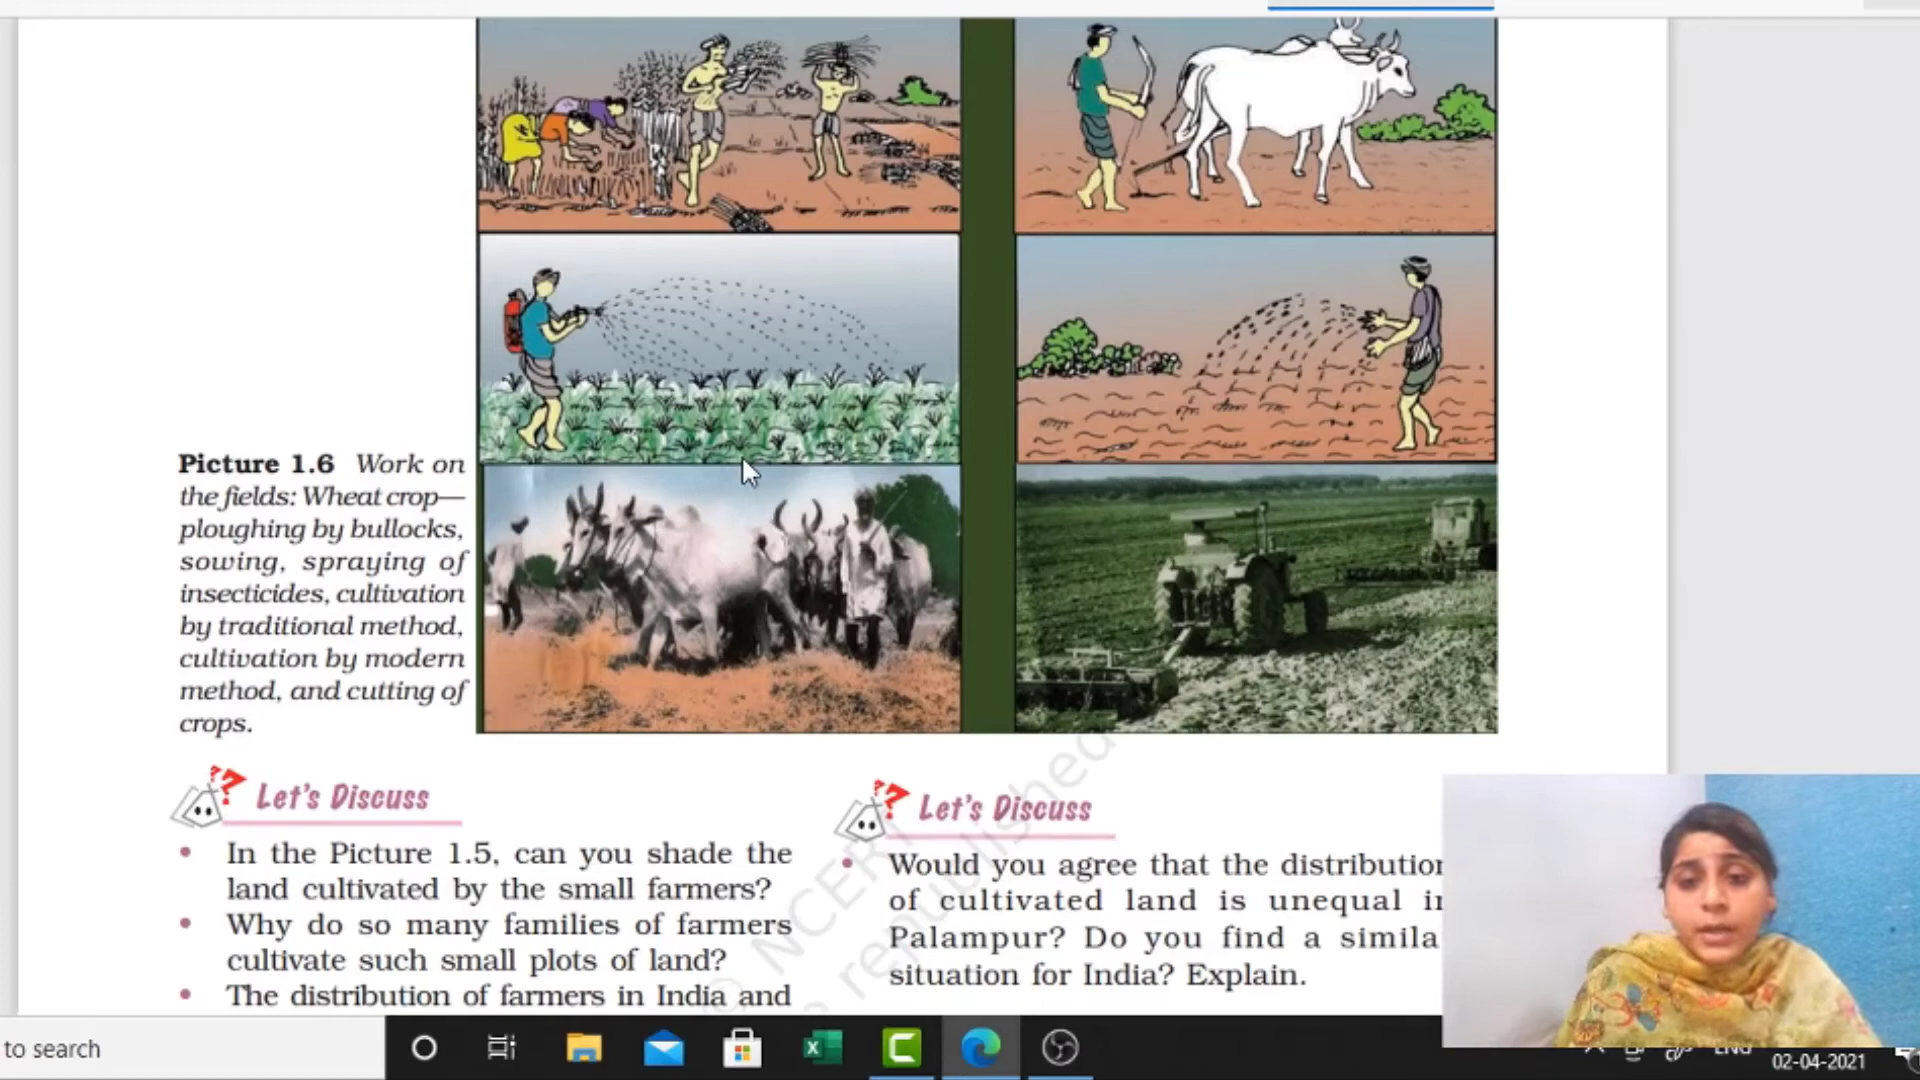 Picture 1.6 Work on
the fields: Wheat crop—
ploughing by bullocks,
sowing, spraying of
insecticides, cultivation
by traditional method,
cultivation by modern
method, and cutting of
crops.
Let's Discuss
• In the Picture 1.5, can you shade the
land cultivated by the small farmers?
• Why do so many families of farmers
cultivate such small plots of land?
• The distribution of farmers in India and
Let's Discuss
• Would you agree that the distribution
of cultivated land is unequal in
Palampur? Do you find a simila
situation for India? Explain.
© NCERT
republished
to search
ENG
02-04-2021